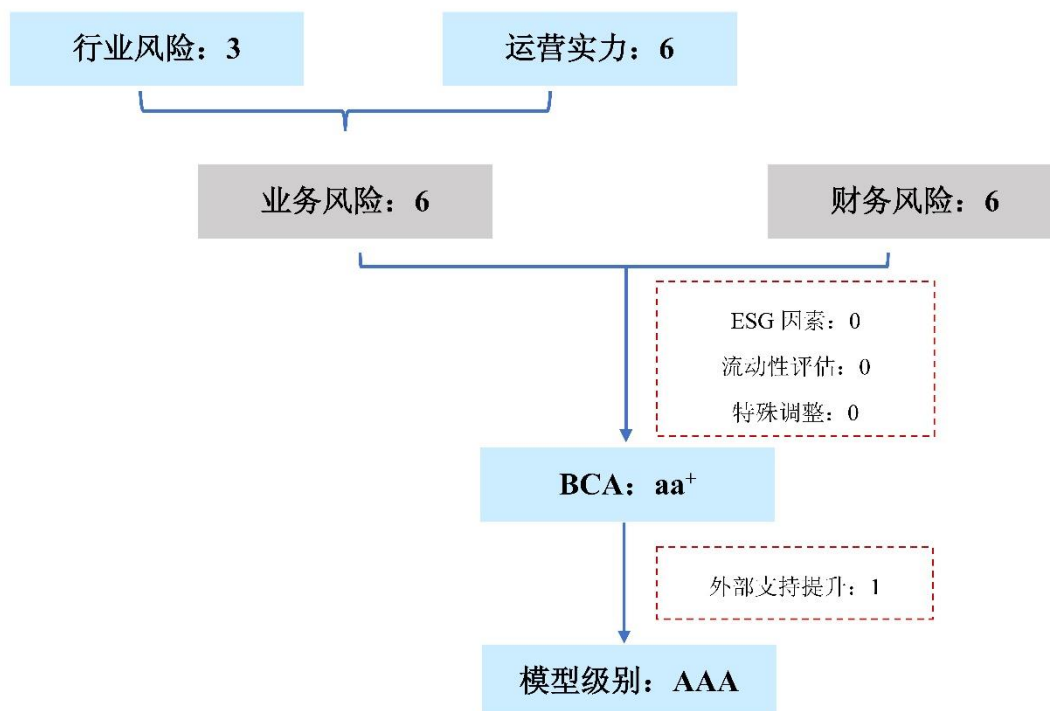 行业风险：3
运营实力：6
业务风险：6
财务风险：6
ESG 因素：0
流动性评估：0
特殊调整：0
BCA：aa⁺
外部支持提升：1
模型级别：AAA